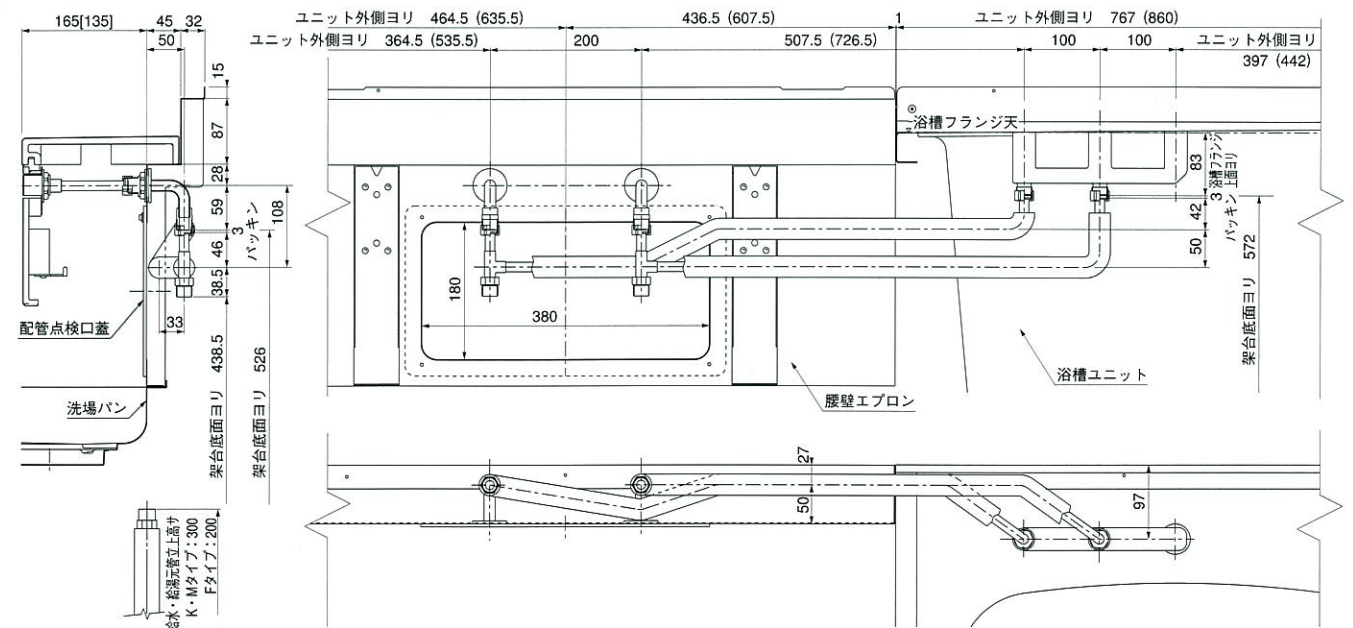 165[135]
45
32
50
15
87
28
59
3
パッキン
108
46
38.5
33
配管点検口蓋
洗場パン
架台底面ヨリ 438.5
架台底面ヨリ 526
給水・給湯元管立上高サ
K・Mタイプ:300
Fタイプ:200
ユニット外側ヨリ 464.5 (635.5)
436.5 (607.5)
1
ユニット外側ヨリ 767 (860)
ユニット外側ヨリ 364.5 (535.5)
200
507.5 (726.5)
100
100
ユニット外側ヨリ
397 (442)
浴槽フランジ天
83
浴槽フランジ
上面ヨリ
3
パッキン
42
50
架台底面ヨリ 572
180
380
浴槽ユニット
腰壁エプロン
27
50
97